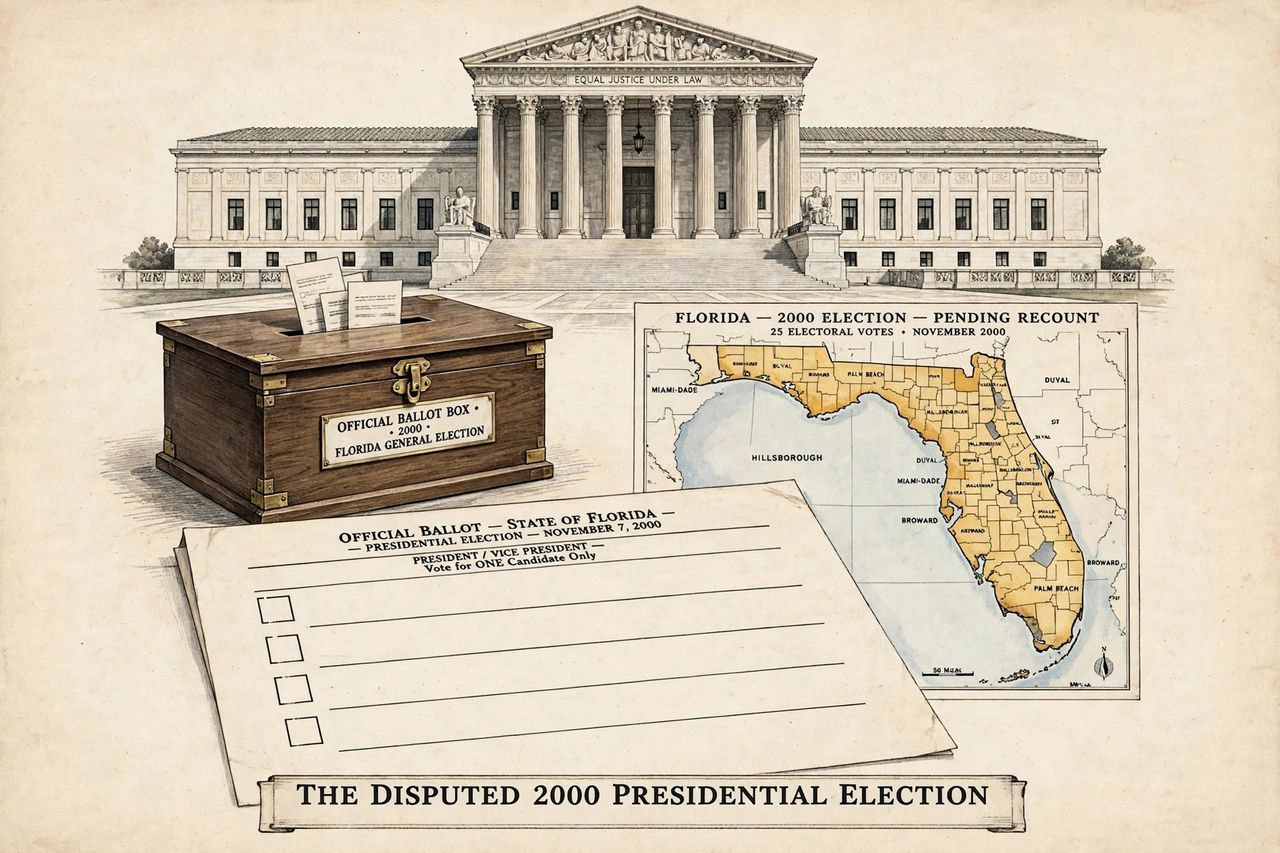 EQUAL JUSTICE UNDER LAW
OFFICIAL BALLOT BOX •
• 2000 •
FLORIDA GENERAL ELECTION
FLORIDA — 2000 ELECTION — PENDING RECOUNT
25 ELECTORAL VOTES • NOVEMBER 2000
PALM BEACH
MIAMI-DADE
DUVAL
ST
HILLSBOROUGH
DUVAL
MIAMI-DADE
BROWARD
BROWARD
PALM BEACH
N
OFFICIAL BALLOT — STATE OF FLORIDA —
— PRESIDENTIAL ELECTION — NOVEMBER 7, 2000
PRESIDENT / VICE PRESIDENT —
Vote for ONE Candidate Only
THE DISPUTED 2000 PRESIDENTIAL ELECTION